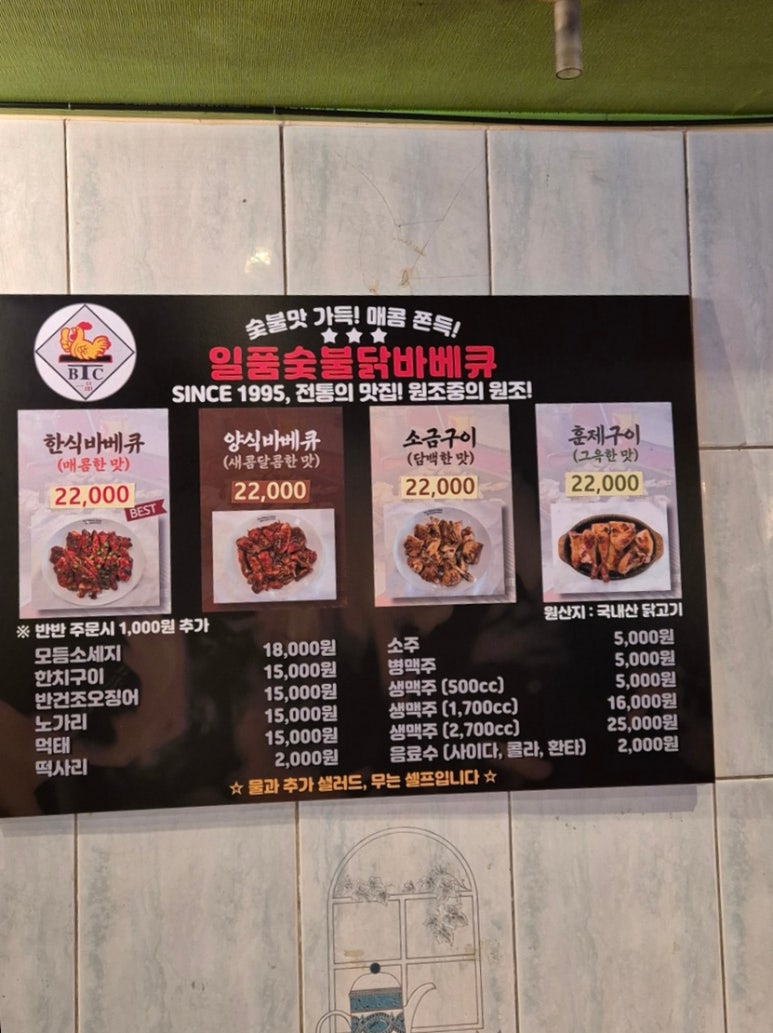 숯불맛 가득! 매콤 쫀득!
일품숯불닭바베큐
SINCE 1995, 전통의 맛집! 원조중의 원조!
BTC
한식바베큐
(매콤한 맛)
22,000
BEST
양식바베큐
(새콤달콤한 맛)
22,000
소금구이
(담백한 맛)
22,000
훈제구이
(그윽한 맛)
22,000
원산지 : 국내산 닭고기
※ 반반 주문시 1,000원 추가
모듬소세지 18,000원
한치구이 15,000원
반건조오징어 15,000원
노가리 15,000원
먹태 15,000원
떡사리 2,000원
소주 5,000원
병맥주 5,000원
생맥주 (500cc) 5,000원
생맥주 (1,700cc) 16,000원
생맥주 (2,700cc) 25,000원
음료수 (사이다, 콜라, 환타) 2,000원
☆ 물과 추가 샐러드, 무는 셀프입니다 ☆